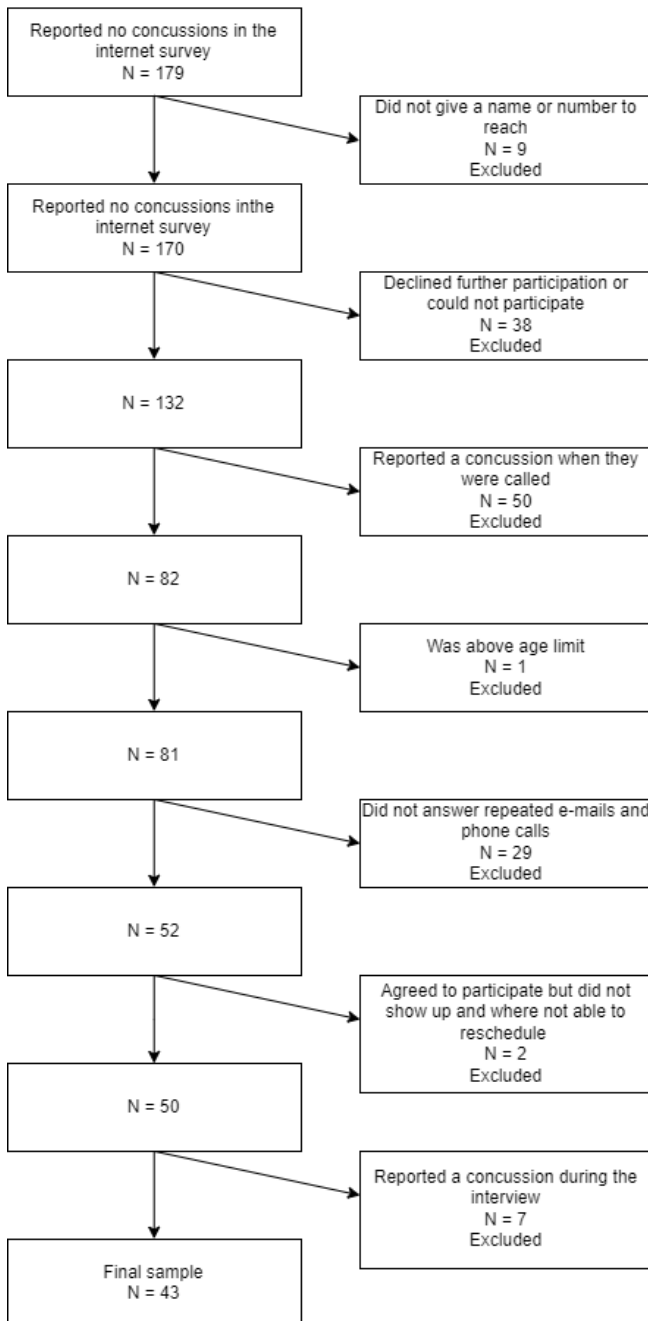 Reported no concussions in the
internet survey
N = 179
Did not give a name or number to
reach
N = 9
Excluded
Reported no concussions inthe
internet survey
N = 170
Declined further participation or
could not participate
N = 38
Excluded
N = 132
Reported a concussion when they
were called
N = 50
Excluded
N = 82
Was above age limit
N = 1
Excluded
N = 81
Did not answer repeated e-mails and
phone calls
N = 29
Excluded
N = 52
Agreed to participate but did not
show up and where not able to
reschedule
N = 2
Excluded
N = 50
Reported a concussion during the
interview
N = 7
Excluded
Final sample
N = 43